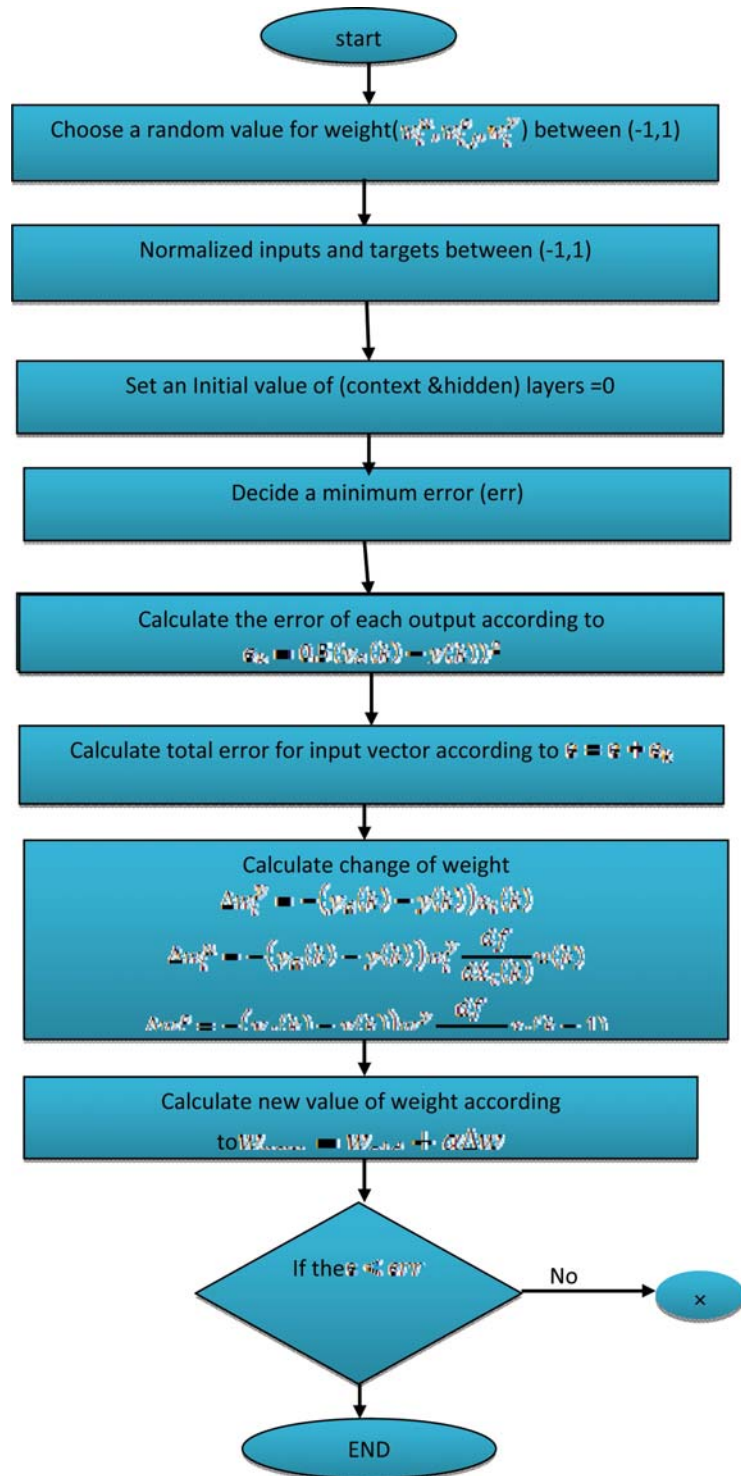 start
Choose a random value for weight( ) between (-1,1)
Normalized inputs and targets between (-1,1)
Set an Initial value of (context &hidden) layers =0
Decide a minimum error (err)
Calculate the error of each output according to
Calculate total error for input vector according to e = e + eₖ
Calculate change of weight
Calculate new value of weight according
to
If the e < err
No
×
END